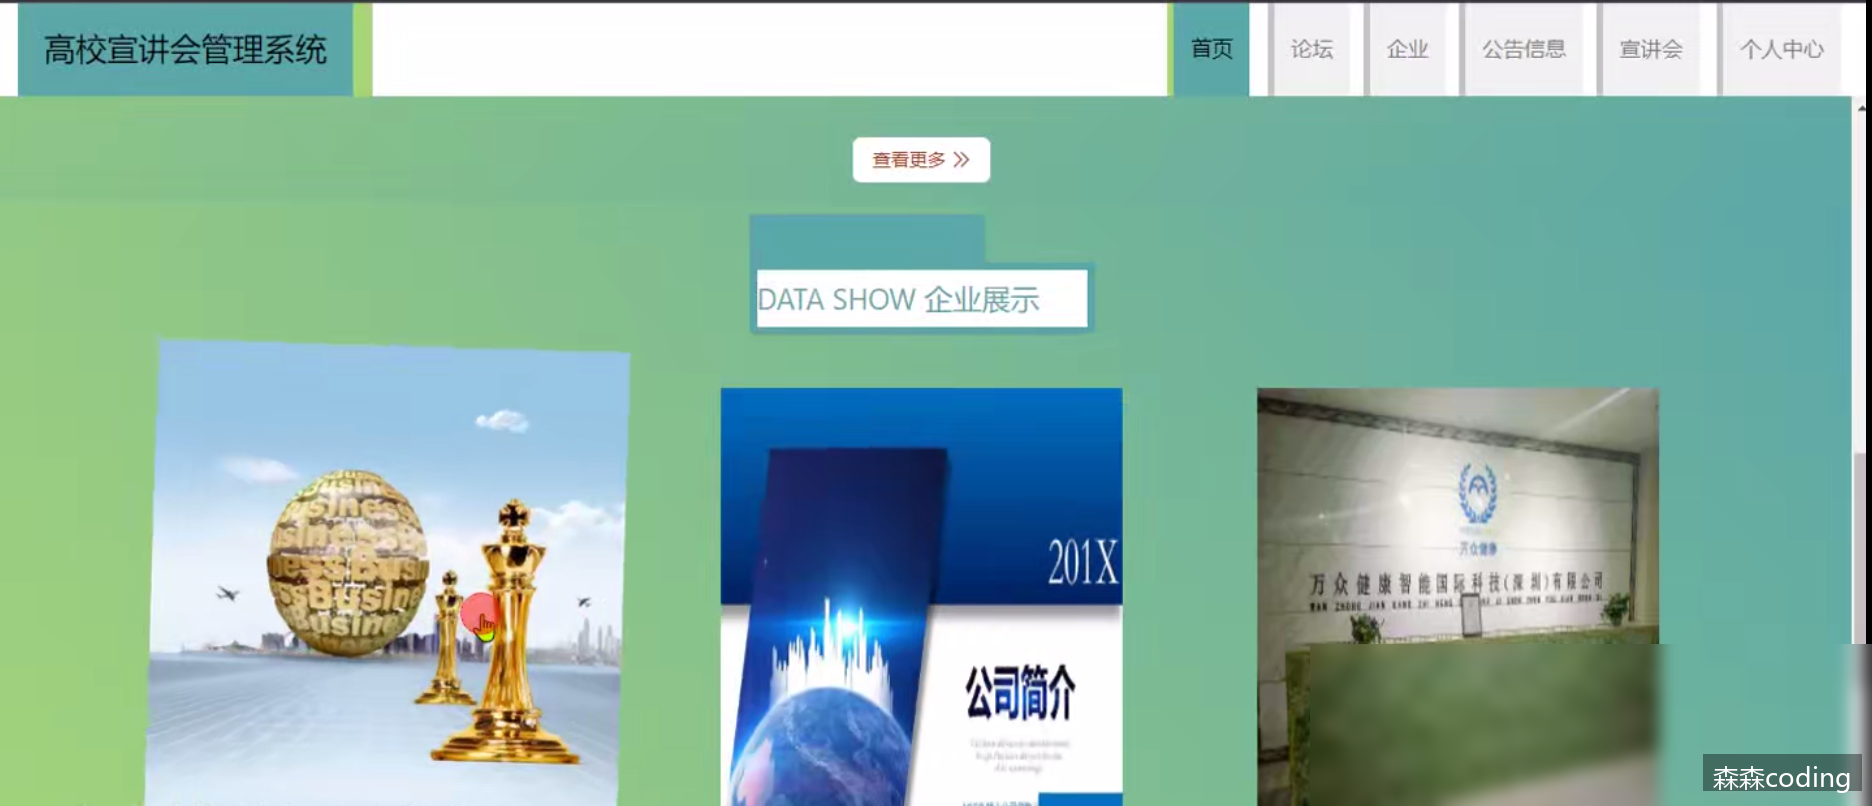 高校宣讲会管理系统
首页
论坛
企业
公告信息
宣讲会
个人中心
查看更多
DATA SHOW 企业展示
Business
201X
公司简介
万众健康
万众健康智能国际科技(深圳)有限公司
森森coding